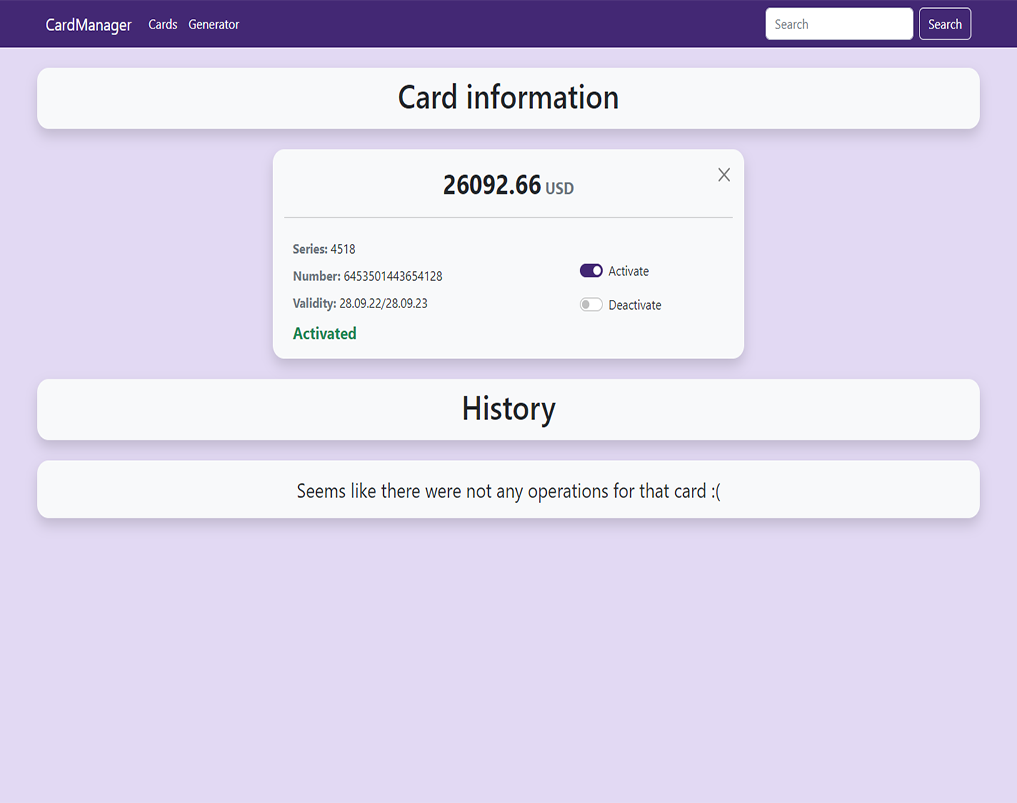 CardManager Cards Generator Search Search
Card information
26092.66 USD
Series: 4518
Number: 6453501443654128
Validity: 28.09.22/28.09.23
Activated
Activate
Deactivate
History
Seems like there were not any operations for that card :(